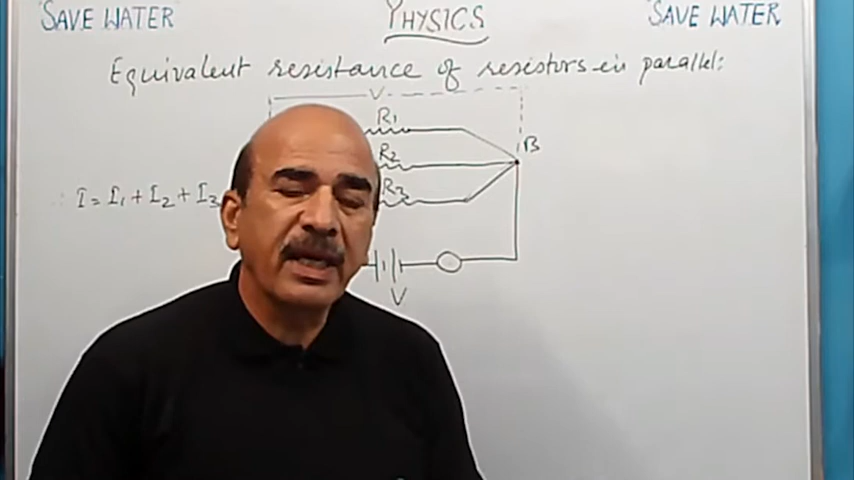 SAVE WATER PHYSICS SAVE WATER
Equivalent resistance of resistors in parallel:
V
R1
R2 B
R3
∴ I = I1 + I2 + I3
V